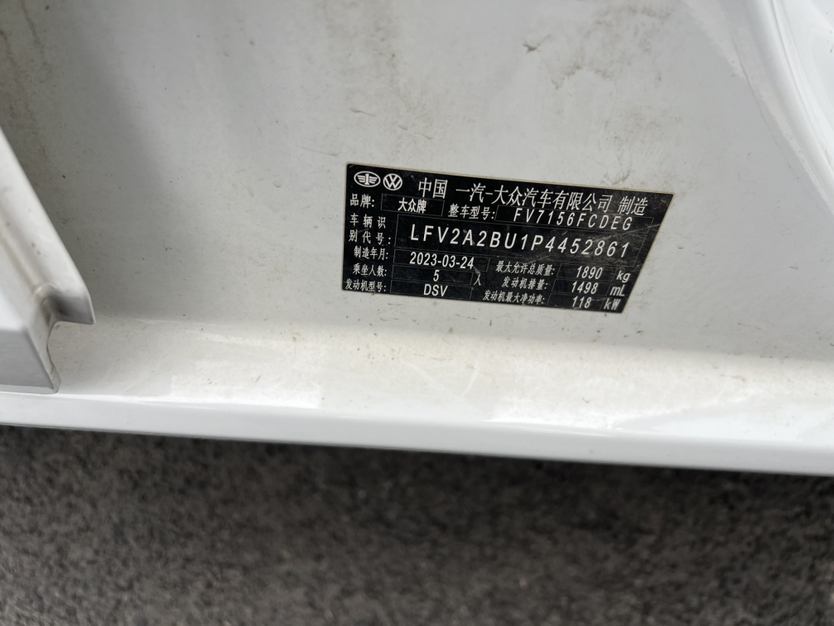 中国 一汽-大众汽车有限公司 制造
品牌: 大众牌 整车型号: FV7156FCDEG
车辆识
别代号: LFV2A2BU1P4452861
制造年月: 2023-03-24 最大允许总质量: 1890 kg
乘坐人数: 5 人 发动机排量: 1498 mL
发动机型号: DSV 发动机最大净功率: 118 kW